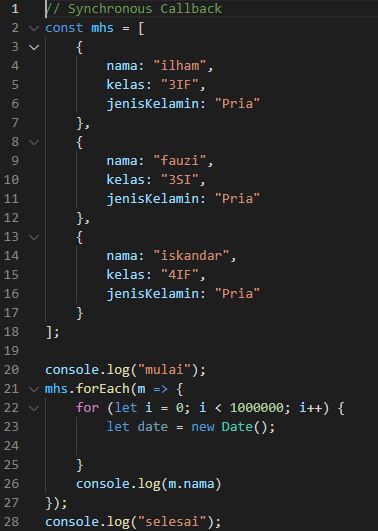 1 // Synchronous Callback
2 const mhs = [
3     {
4         nama: "ilham",
5         kelas: "3IF",
6         jenisKelamin: "Pria"
7     },
8     {
9         nama: "fauzi",
10         kelas: "3SI",
11         jenisKelamin: "Pria"
12     },
13     {
14         nama: "iskandar",
15         kelas: "4IF",
16         jenisKelamin: "Pria"
17     }
18 ];
19
20 console.log("mulai");
21 mhs.forEach(m => {
22     for (let i = 0; i < 1000000; i++) {
23         let date = new Date();
24
25     }
26     console.log(m.nama)
27 });
28 console.log("selesai");